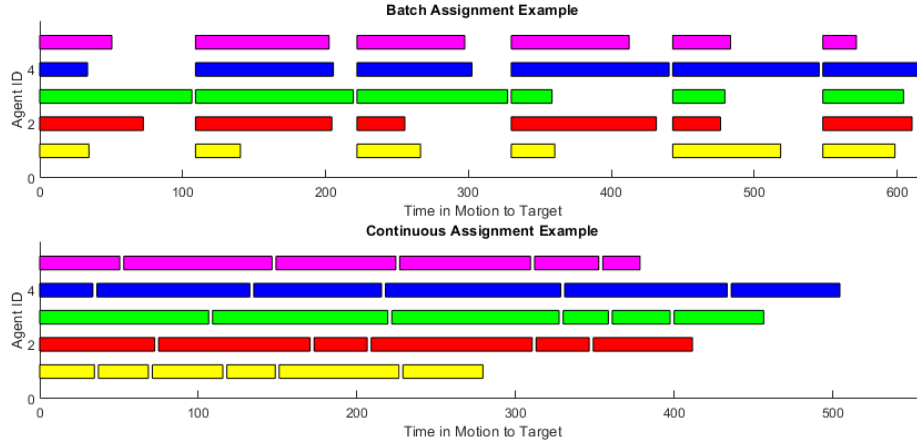 Batch Assignment Example
Agent ID
4
2
0
0 100 200 300 400 500 600
Time in Motion to Target
Continuous Assignment Example
Agent ID
4
2
0
0 100 200 300 400 500
Time in Motion to Target